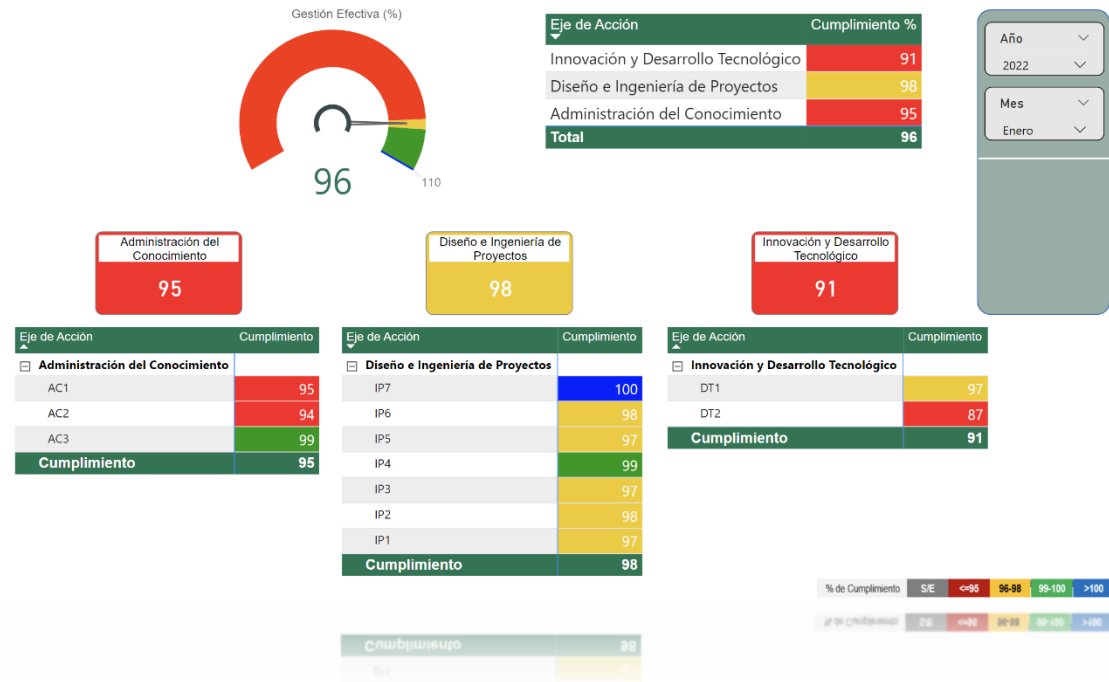 Gestión Efectiva (%)
96
110
Eje de Acción Cumplimiento %
Innovación y Desarrollo Tecnológico 91
Diseño e Ingeniería de Proyectos 98
Administración del Conocimiento 95
Total 96
Año
2022
Mes
Enero
Administración del
Conocimiento
95
Diseño e Ingeniería de
Proyectos
98
Innovación y Desarrollo
Tecnológico
91
Eje de Acción Cumplimiento
Administración del Conocimiento
AC1 95
AC2 94
AC3 99
Cumplimiento 95
Eje de Acción Cumplimiento
Diseño e Ingeniería de Proyectos
IP7 100
IP6 98
IP5 97
IP4 99
IP3 97
IP2 98
IP1 97
Cumplimiento 98
Eje de Acción Cumplimiento
Innovación y Desarrollo Tecnológico
DT1 97
DT2 87
Cumplimiento 91
% de Cumplimiento S/E <=95 96-98 99-100 >100